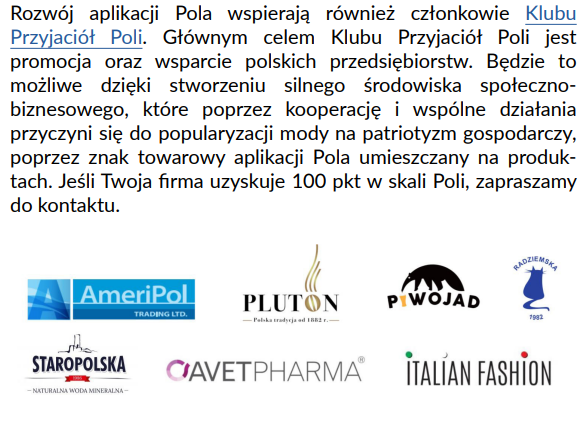 Rozwój aplikacji Pola wspierają również członkowie Klubu
Przyjaciół Poli. Głównym celem Klubu Przyjaciół Poli jest
promocja oraz wsparcie polskich przedsiębiorstw. Będzie to
możliwe dzięki stworzeniu silnego środowiska społeczno-
biznesowego, które poprzez kooperację i wspólne działania
przyczyni się do popularyzacji mody na patriotyzm gospodarczy,
poprzez znak towarowy aplikacji Pola umieszczany na produk-
tach. Jeśli Twoja firma uzyskuje 100 pkt w skali Poli, zapraszamy
do kontaktu.
AmeriPol
TRADING LTD.
PLUTON
Polska tradycja od 1882 r.
PIWOJAD
RADZIEMSKA
1982
STAROPOLSKA
NATURALNA WODA MINERALNA
AVETPHARMA®
ITALIAN FASHION